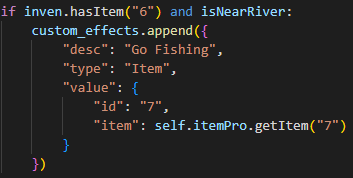 if inven.hasItem("6") and isNearRiver:
    custom_effects.append({
        "desc": "Go Fishing",
        "type": "Item",
        "value": {
            "id": "7",
            "item": self.itemPro.getItem("7")
        }
    })